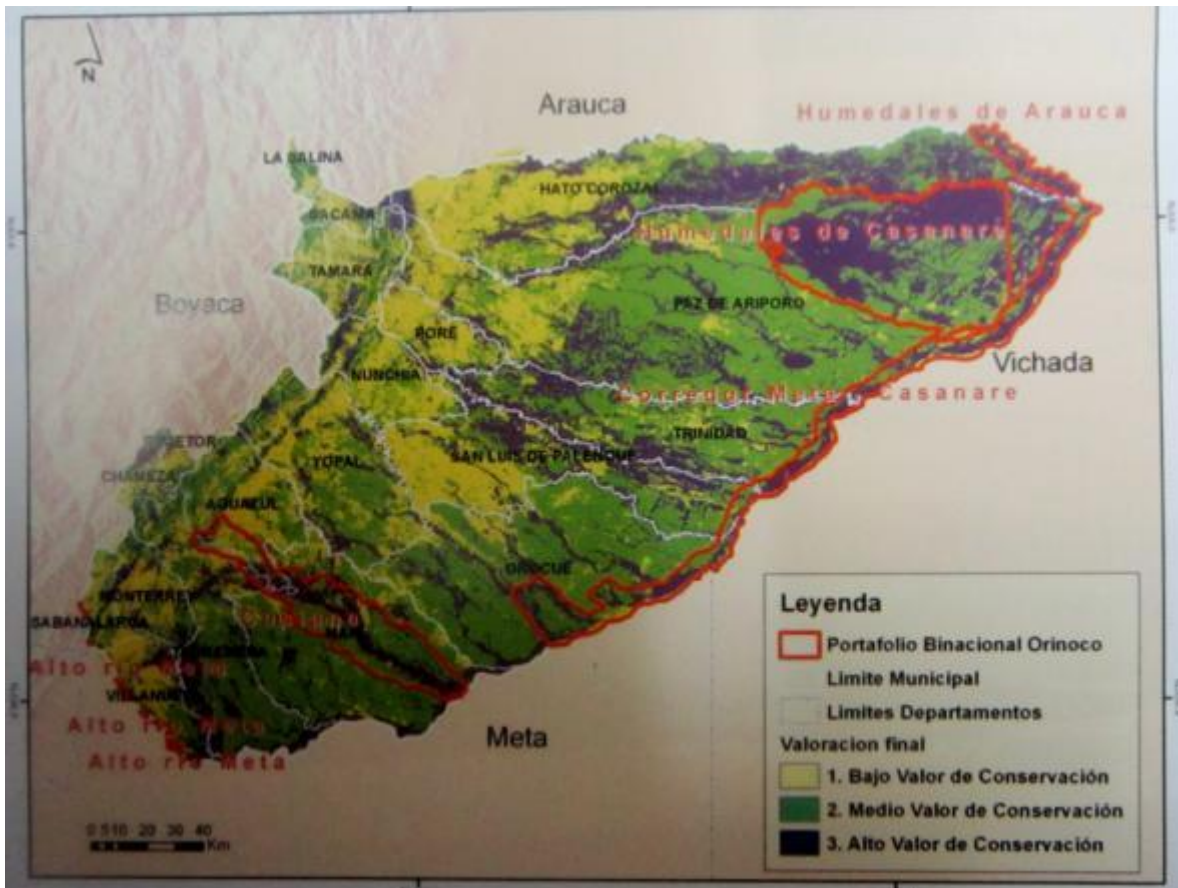 N
Arauca
Humedales de Arauca
LA SALINA
HATO COROZAL
SACAMA
Humedales de Casanare
TAMARA
Boyaca
PAZ DE ARIPORO
PORE
Vichada
NUNCHIA
Corredor Meta Casanare
TRINIDAD
SAN LUIS DE PALENQUE
YOPAL
CHAMEZA
AGUAZUL
OROCUE
MONTERREY
SABANALARGA
Cusiana
MANI
Alto rio Meta
VILLANUEVA
Alto rio Meta
Alto rio Meta
Meta
0 5 10 20 30 40
Km
Leyenda
Portafolio Binacional Orinoco
Limite Municipal
Limites Departamentos
Valoracion final
1. Bajo Valor de Conservación
2. Medio Valor de Conservación
3. Alto Valor de Conservación